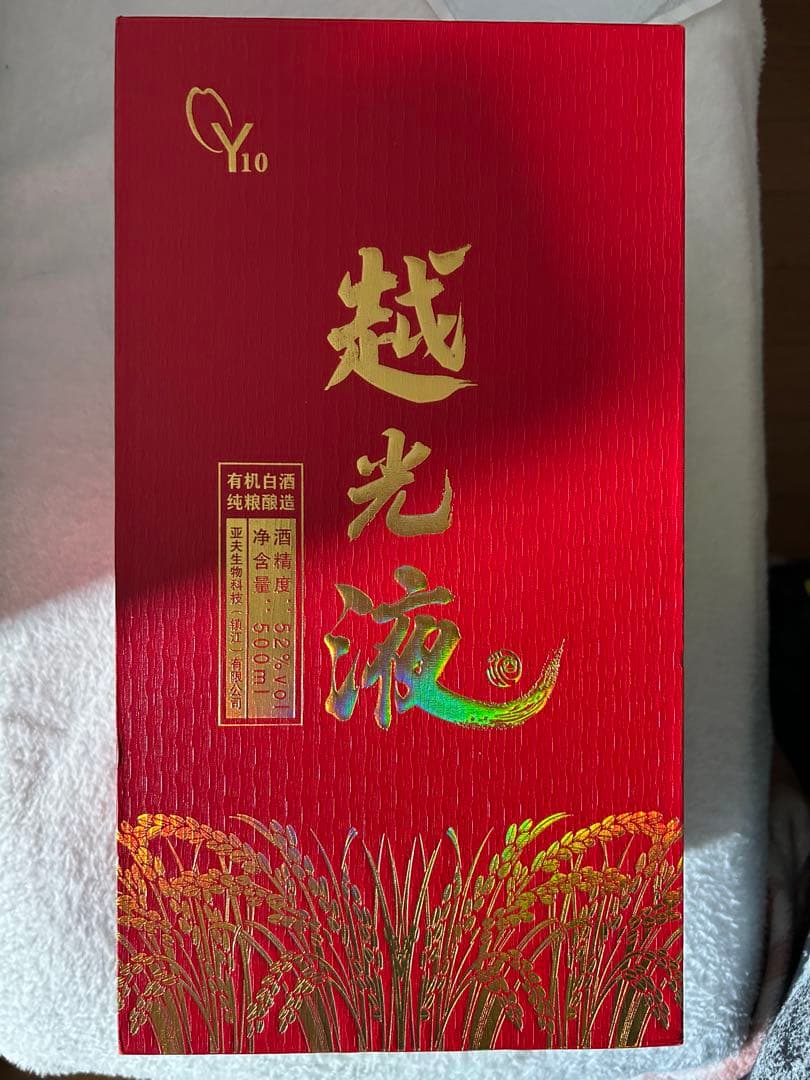 Y10
越光液
有机白酒
纯粮酿造
酒精度：52%vol
净含量：500ml
亚夫生物科技（镇江）有限公司